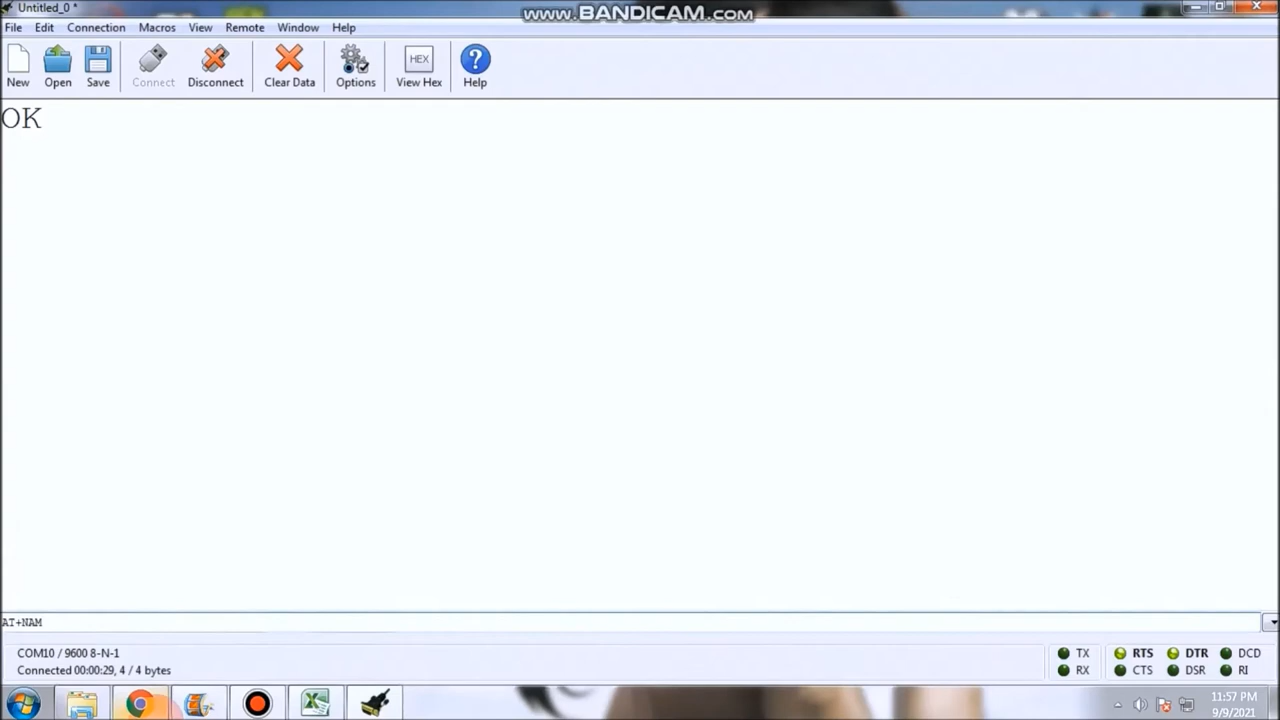 Untitled_0 *
www.BANDICAM.com
File Edit Connection Macros View Remote Window Help
HEX
New Open Save Connect Disconnect Clear Data Options View Hex Help
OK
AT+NAM
COM10 / 9600 8-N-1
TX RTS DTR DCD
Connected 00:00:29, 4 / 4 bytes
RX CTS DSR RI
11:57 PM
9/9/2021